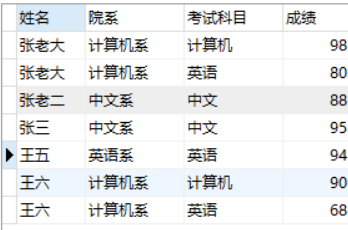 姓名 院系 考试科目 成绩
张老大 计算机系 计算机 98
张老大 计算机系 英语 80
张老二 中文系 中文 88
张三 中文系 中文 95
王五 英语系 英语 94
王六 计算机系 计算机 90
王六 计算机系 英语 68